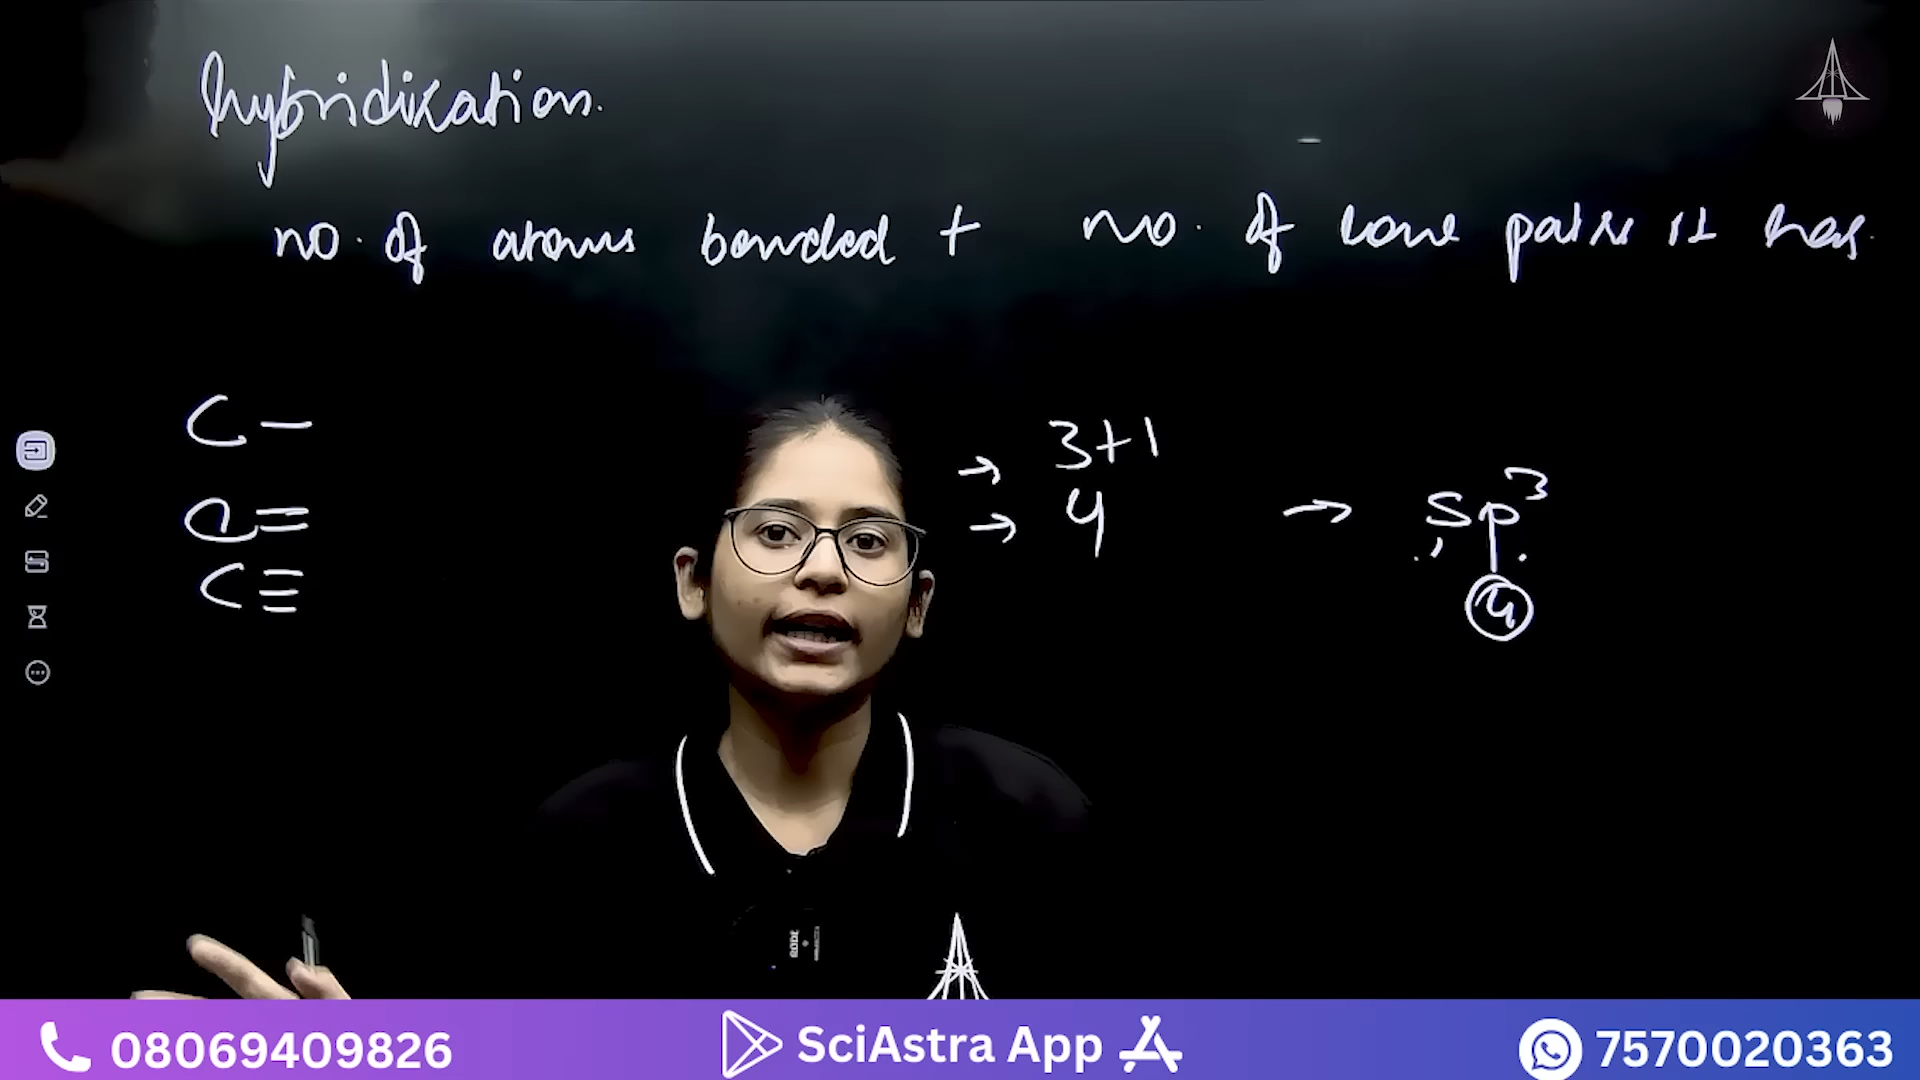 hybridization.
no. of atoms bonded + no. of lone pairs it has.
C –
C =
C ≡
→ 3+1
→ 4 → sp³
4
RODE
08069409826 SciAstra App 7570020363